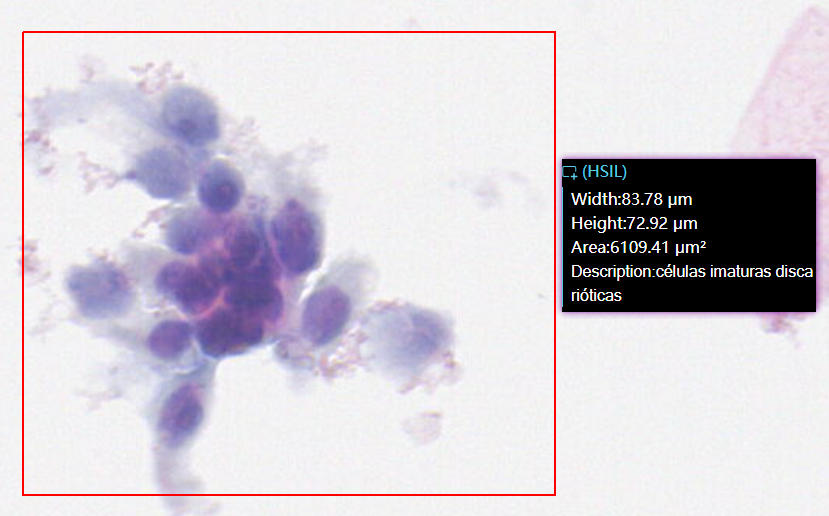 (HSIL)
Width:83.78 µm
Height:72.92 µm
Area:6109.41 µm²
Description:células imaturas disca
rióticas